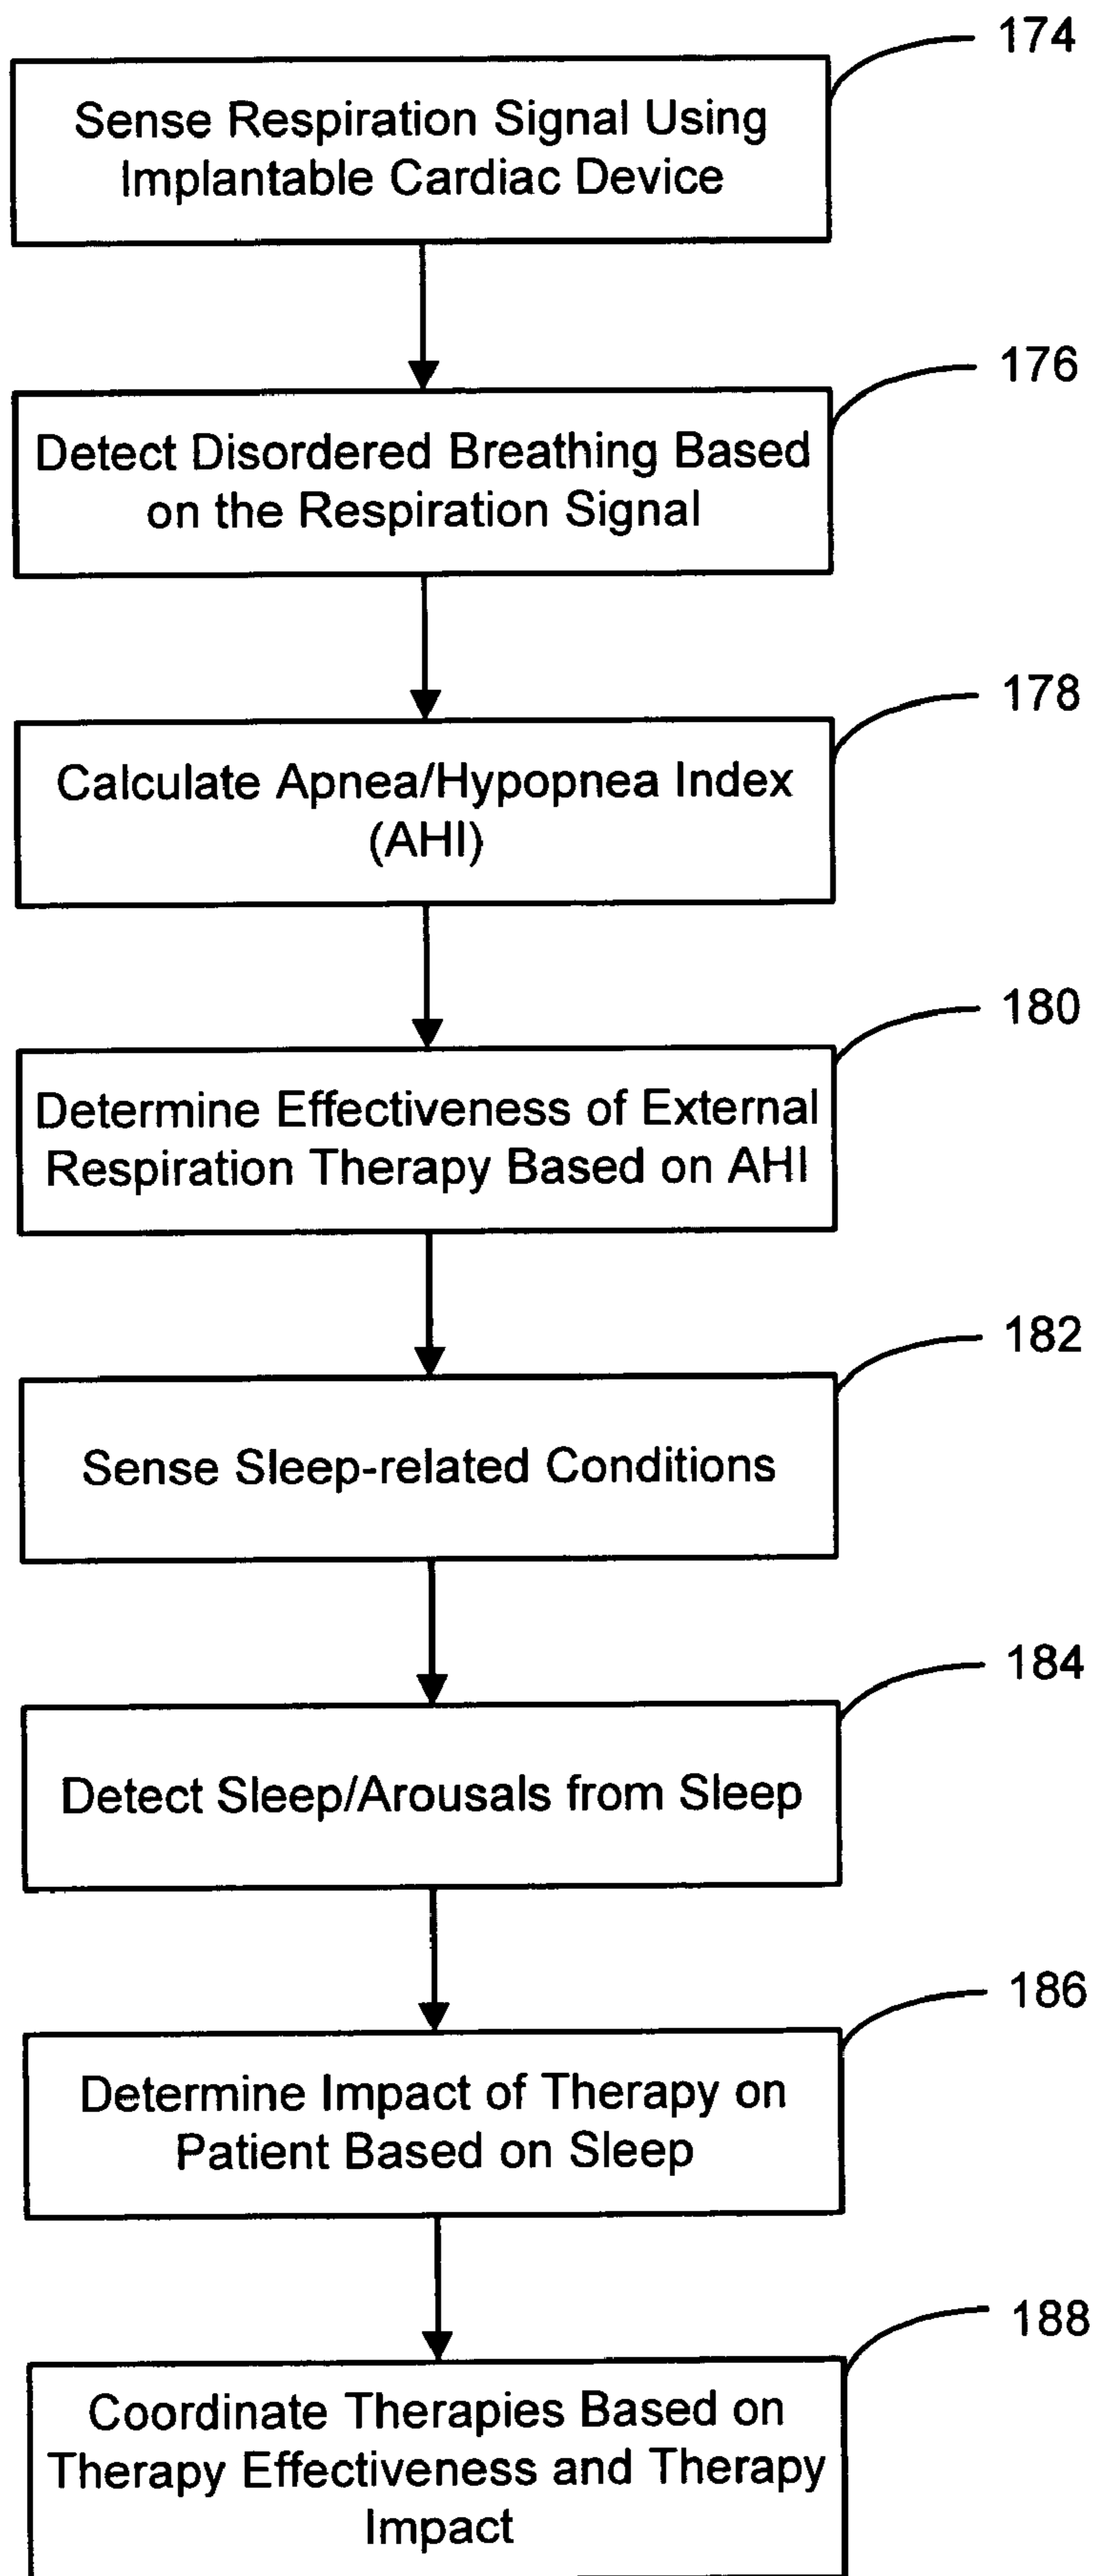 174
Sense Respiration Signal Using
Implantable Cardiac Device
176
Detect Disordered Breathing Based
on the Respiration Signal
178
Calculate Apnea/Hypopnea Index
(AHI)
180
Determine Effectiveness of External
Respiration Therapy Based on AHI
182
Sense Sleep-related Conditions
184
Detect Sleep/Arousals from Sleep
186
Determine Impact of Therapy on
Patient Based on Sleep
188
Coordinate Therapies Based on
Therapy Effectiveness and Therapy
Impact